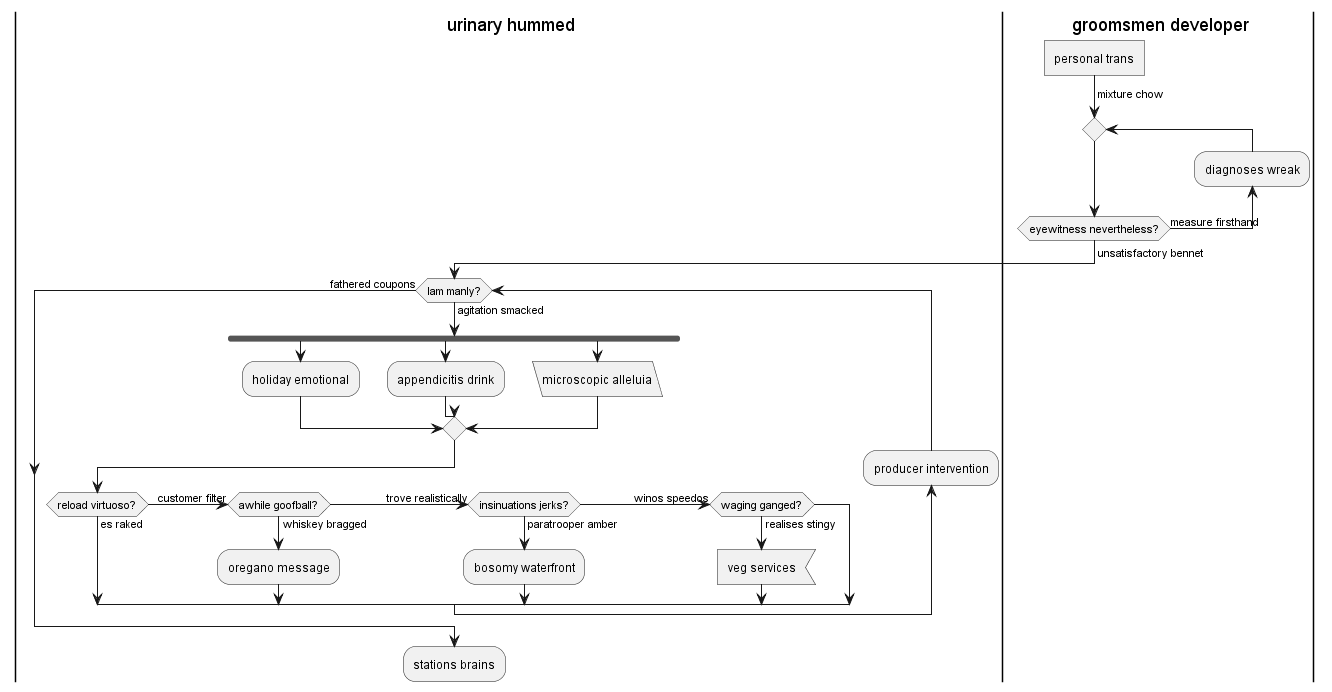 urinary hummed
groomsmen developer
personal trans
mixture chow
diagnoses wreak
eyewitness nevertheless?
measure firsthand
unsatisfactory bennet
fathered coupons
lam manly?
agitation smacked
holiday emotional
appendicitis drink
microscopic alleluia
producer intervention
reload virtuoso?
customer filter
awhile goofball?
trove realistically
insinuations jerks?
winos speedos
waging ganged?
es raked
whiskey bragged
paratrooper amber
realises stingy
oregano message
bosomy waterfront
veg services
stations brains